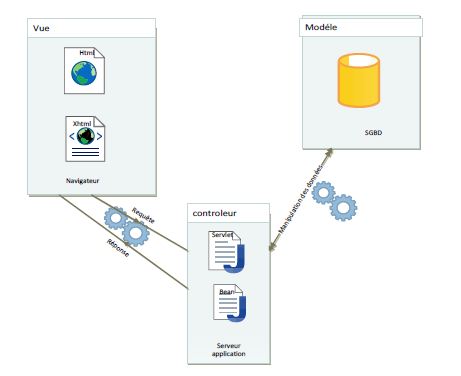 Vue
Html
Xhtml
Navigateur
Modéle
SGBD
Requête
Réponse
Manipulation des données
controleur
Servlet
Bean
Serveur
application